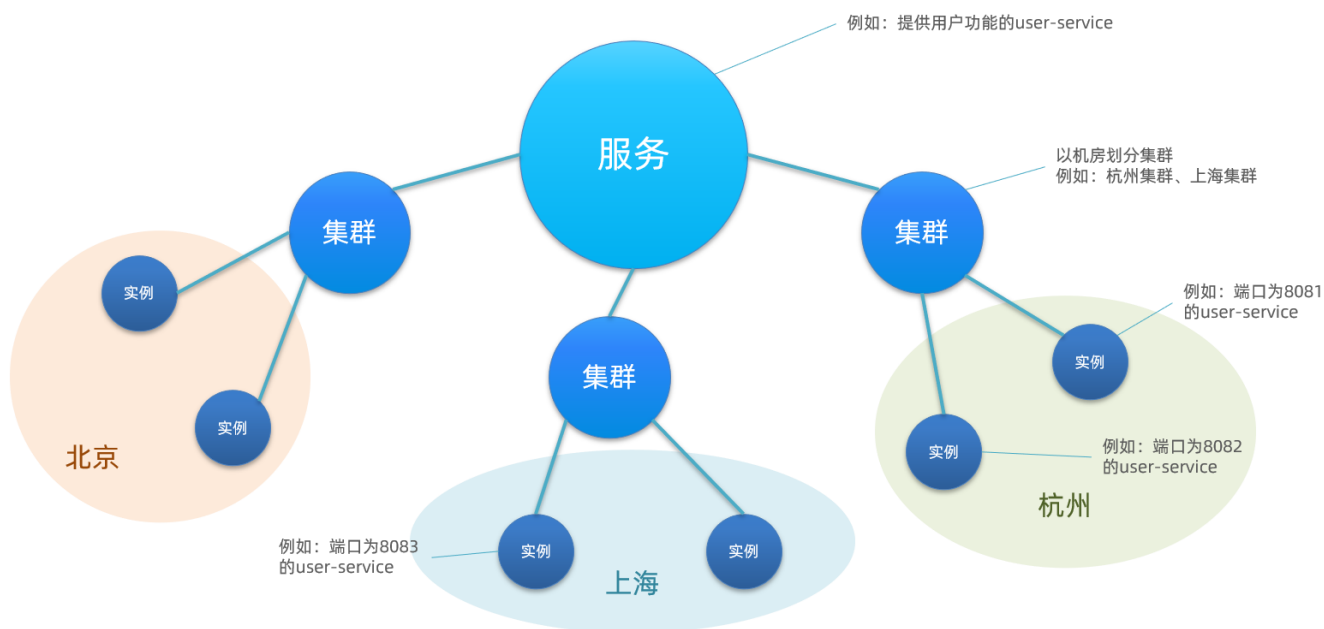 例如：提供用户功能的user-service
服务
以机房划分集群
例如：杭州集群、上海集群
集群
集群
实例
例如：端口为8081
的user-service
实例
集群
实例
北京
例如：端口为8082
的user-service
实例
杭州
例如：端口为8083
的user-service
实例
实例
上海